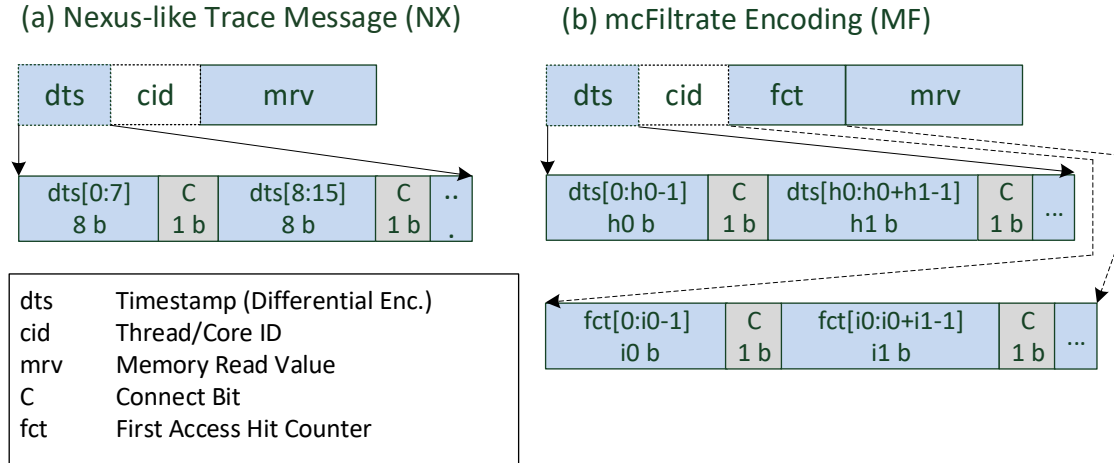 (a) Nexus-like Trace Message (NX)
dts cid mrv
dts[0:7] C dts[8:15] C ..
8 b 1 b 8 b 1 b .
dts Timestamp (Differential Enc.)
cid Thread/Core ID
mrv Memory Read Value
C Connect Bit
fct First Access Hit Counter
(b) mcFiltrate Encoding (MF)
dts cid fct mrv
dts[0:h0-1] C dts[h0:h0+h1-1] C ...
h0 b 1 b h1 b 1 b
fct[0:i0-1] C fct[i0:i0+i1-1] C ...
i0 b 1 b i1 b 1 b